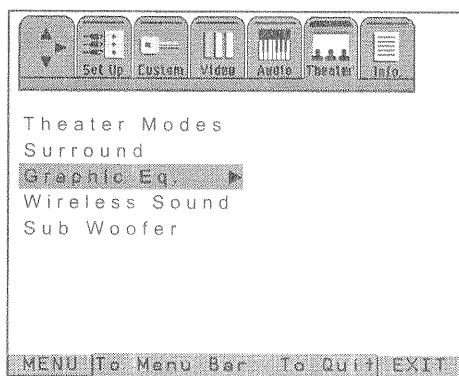 Set Up Custom Video Audio Theater Info.
Theater Modes
Surround
Graphic Eq.
Wireless Sound
Sub Woofer
MENU To Menu Bar To Quit EXIT